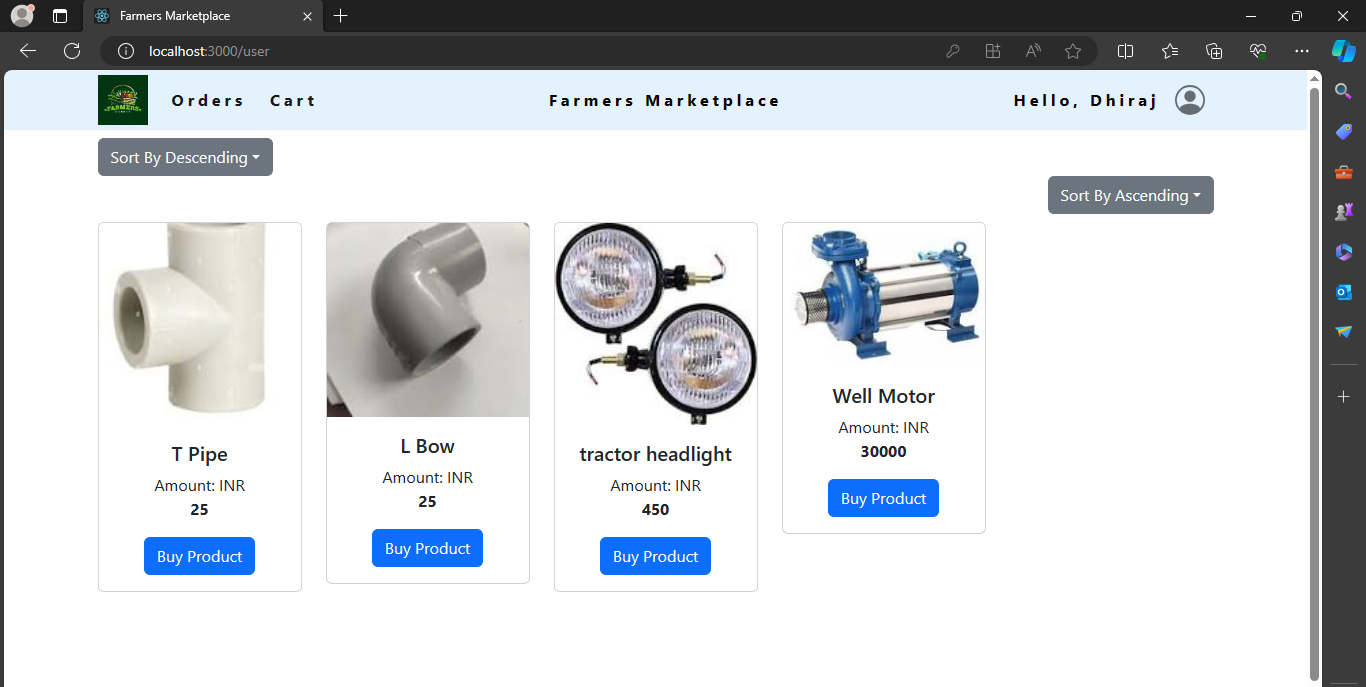 Farmers Marketplace
localhost:3000/user
FARMERS
Orders Cart Farmers Marketplace Hello, Dhiraj
Sort By Descending
Sort By Ascending
T Pipe
Amount: INR
25
Buy Product
L Bow
Amount: INR
25
Buy Product
tractor headlight
Amount: INR
450
Buy Product
Well Motor
Amount: INR
30000
Buy Product